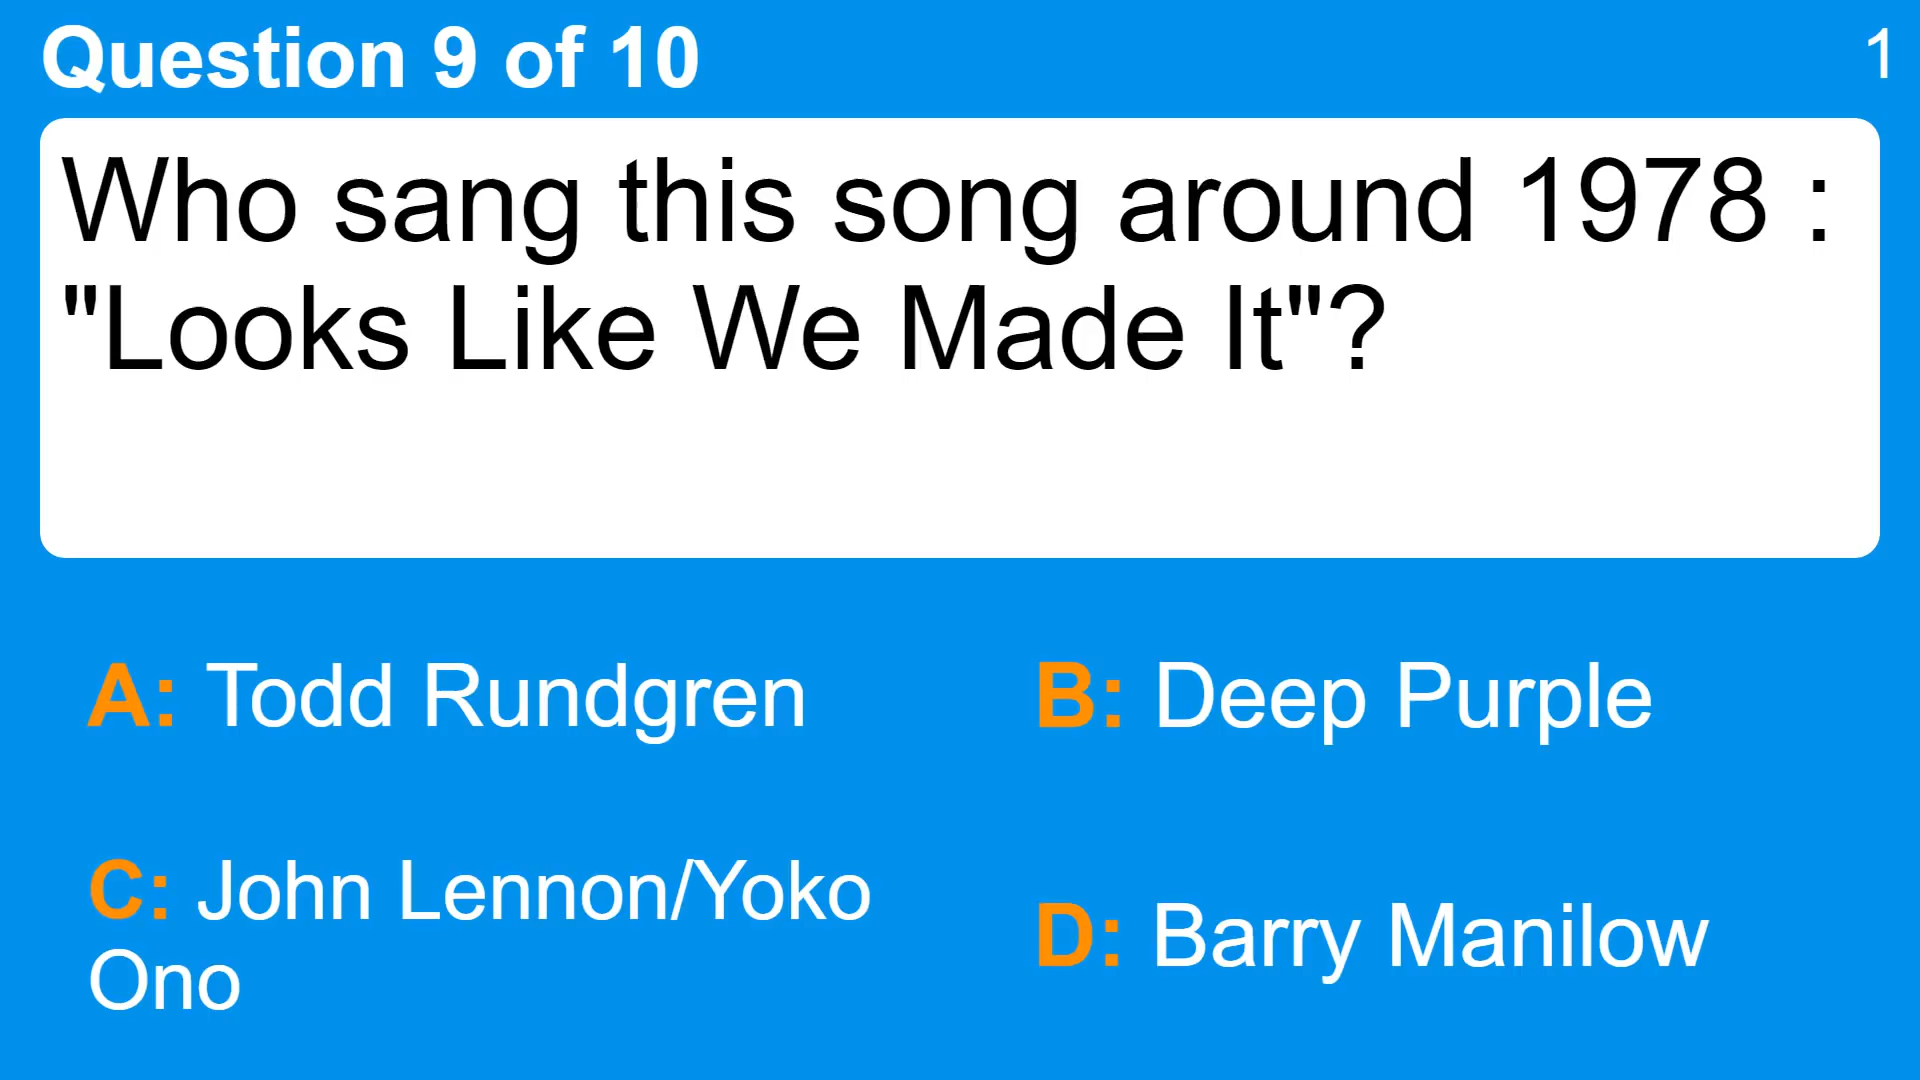 Question 9 of 10
1
Who sang this song around 1978 :
"Looks Like We Made It"?
A: Todd Rundgren
B: Deep Purple
C: John Lennon/Yoko
Ono
D: Barry Manilow